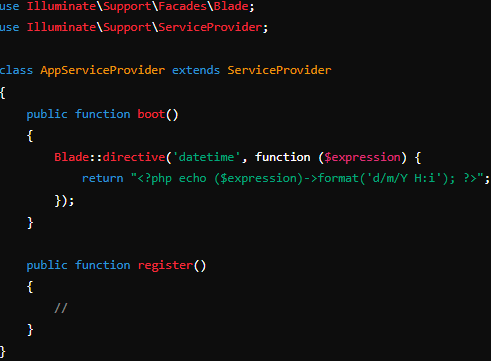 use Illuminate\Support\Facades\Blade;
use Illuminate\Support\ServiceProvider;
class AppServiceProvider extends ServiceProvider
{
    public function boot()
    {
        Blade::directive('datetime', function ($expression) {
            return "<?php echo ($expression)->format('d/m/Y H:i'); ?>";
        });
    }
    public function register()
    {
        //
    }
}